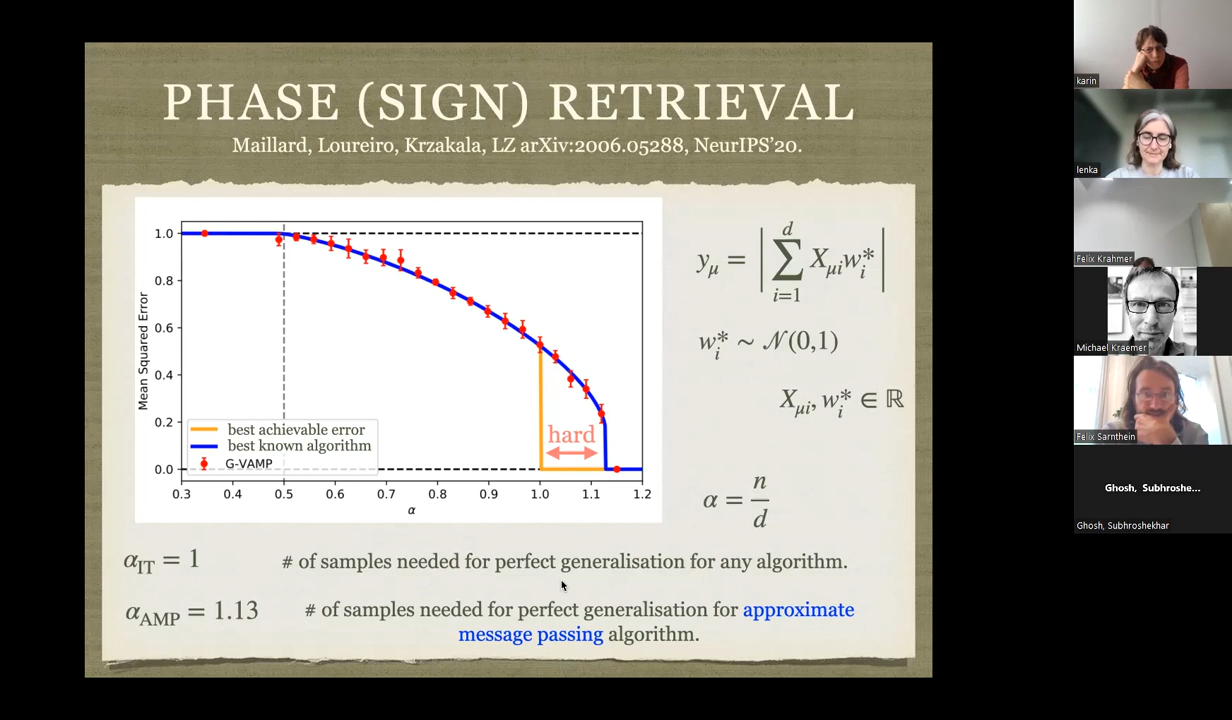 PHASE (SIGN) RETRIEVAL
Maillard, Loureiro, Krzakala, LZ arXiv:2006.05288, NeurIPS'20.
Mean Squared Error
1.0
0.8
0.6
0.4
0.2
0.0
hard
best achievable error
best known algorithm
G-VAMP
0.3 0.4 0.5 0.6 0.7 0.8 0.9 1.0 1.1 1.2
α
y_μ = | ∑_{i=1}^{d} X_{μi} w_i^* |
w_i^* ∼ 𝒩(0,1)
X_{μi}, w_i^* ∈ ℝ
α = n/d
α_IT = 1 # of samples needed for perfect generalisation for any algorithm.
α_AMP = 1.13 # of samples needed for perfect generalisation for approximate
message passing algorithm.
karin
lenka
Felix Krahmer
Michael Kraemer
Felix Sarnthein
Ghosh, Subhroshe...
Ghosh, Subhroshekhar